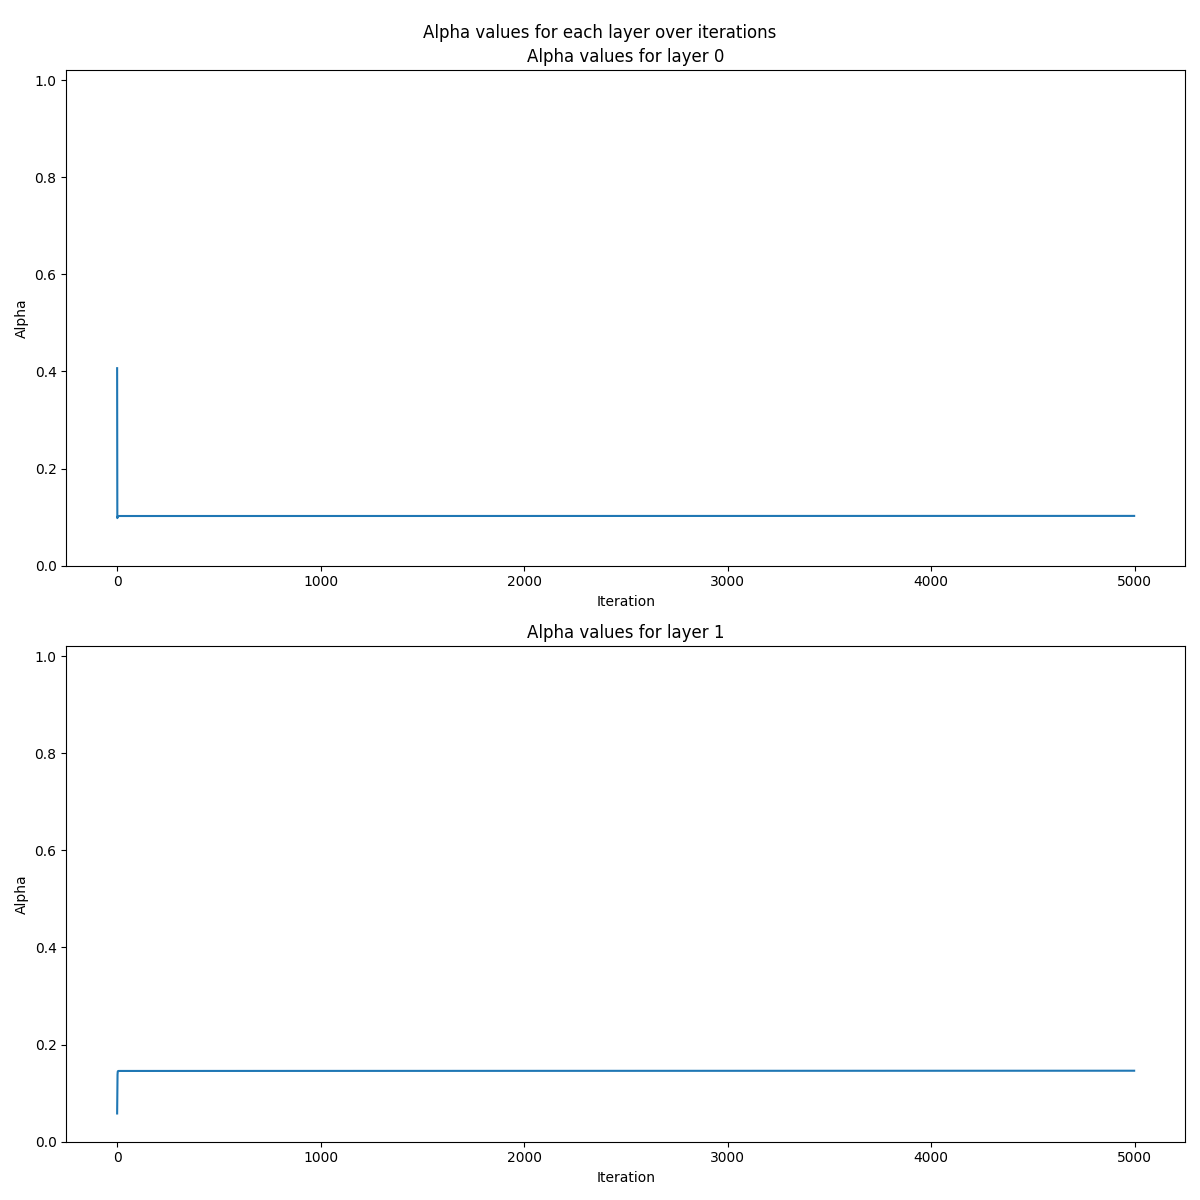 Alpha values for each layer over iterations
Alpha values for layer 0
1.0
0.8
0.6
0.4
0.2
0.0
Alpha
0 1000 2000 3000 4000 5000
Iteration
Alpha values for layer 1
1.0
0.8
0.6
0.4
0.2
0.0
Alpha
0 1000 2000 3000 4000 5000
Iteration